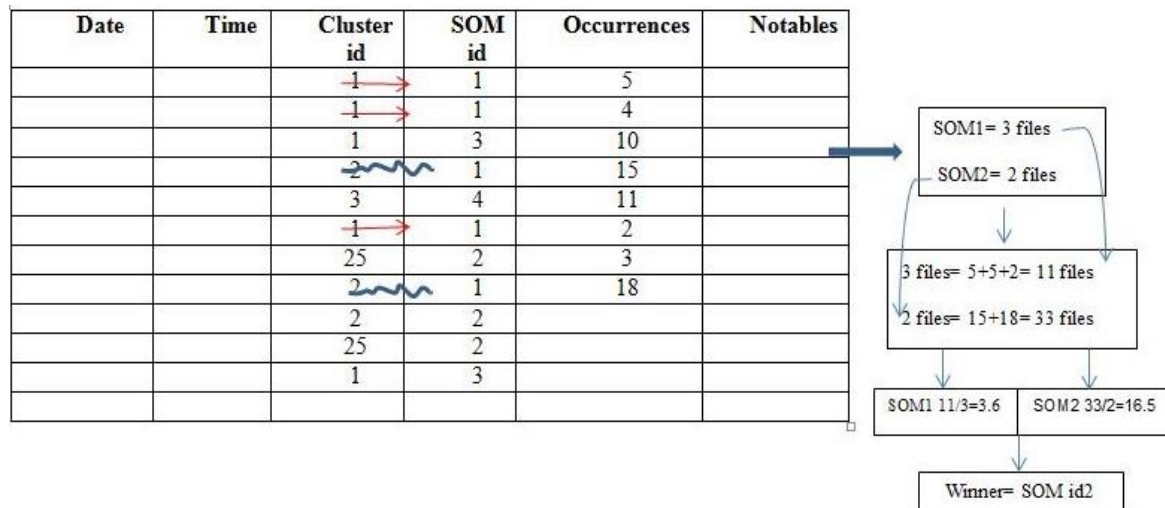 Date Time Cluster id SOM id Occurrences Notables
1 1 5
1 1 4
1 3 10
2 1 15
3 4 11
1 1 2
25 2 3
2 1 18
2 2
25 2
1 3
SOM1= 3 files
SOM2= 2 files
3 files= 5+5+2= 11 files
2 files= 15+18= 33 files
SOM1 11/3=3.6
SOM2 33/2=16.5
Winner= SOM id2